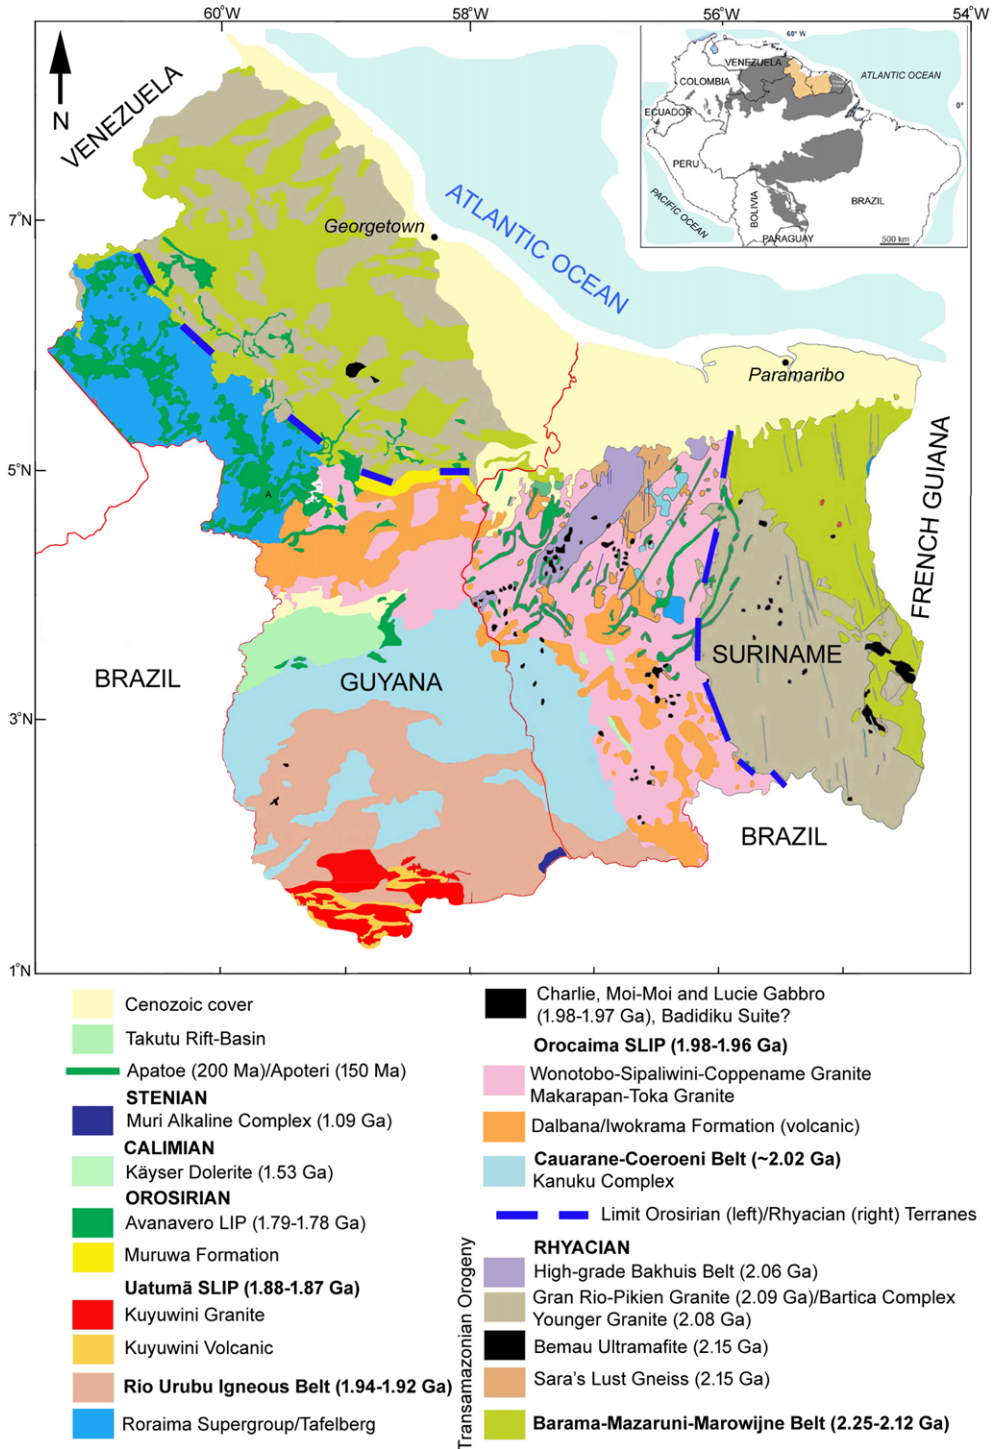 60°W
58°W
56°W
54°W
N
VENEZUELA
60° W
VENEZUELA
COLOMBIA
ATLANTIC OCEAN
0°
ECUADOR
PERU
BRAZIL
BOLIVIA
PACIFIC OCEAN
PARAGUAY
500 km
7°N
Georgetown
ATLANTIC OCEAN
Paramaribo
5°N
A
FRENCH GUIANA
SURINAME
BRAZIL
GUYANA
3°N
BRAZIL
1°N
Cenozoic cover
Takutu Rift-Basin
Apatoe (200 Ma)/Apoteri (150 Ma)
STENIAN
Muri Alkaline Complex (1.09 Ga)
CALIMIAN
Käyser Dolerite (1.53 Ga)
OROSIRIAN
Avanavero LIP (1.79-1.78 Ga)
Muruwa Formation
Uatumã SLIP (1.88-1.87 Ga)
Kuyuwini Granite
Kuyuwini Volcanic
Rio Urubu Igneous Belt (1.94-1.92 Ga)
Roraima Supergroup/Tafelberg
Charlie, Moi-Moi and Lucie Gabbro
(1.98-1.97 Ga), Badidiku Suite?
Orocaima SLIP (1.98-1.96 Ga)
Wonotobo-Sipaliwini-Coppename Granite
Makarapan-Toka Granite
Dalbana/Iwokrama Formation (volcanic)
Cauarane-Coeroeni Belt (~2.02 Ga)
Kanuku Complex
Limit Orosirian (left)/Rhyacian (right) Terranes
Transamazonian Orogeny
RHYACIAN
High-grade Bakhuis Belt (2.06 Ga)
Gran Rio-Pikien Granite (2.09 Ga)/Bartica Complex
Younger Granite (2.08 Ga)
Bemau Ultramafite (2.15 Ga)
Sara's Lust Gneiss (2.15 Ga)
Barama-Mazaruni-Marowijne Belt (2.25-2.12 Ga)